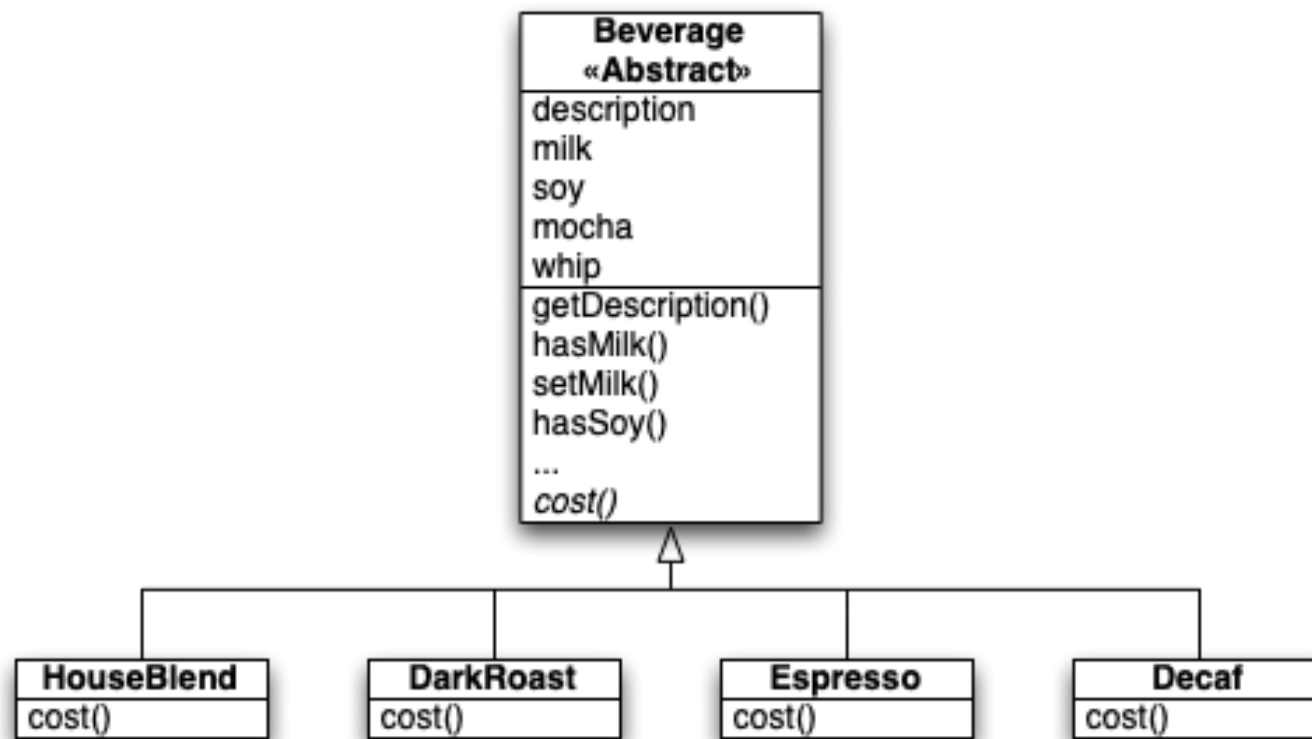 Beverage
«Abstract»
description
milk
soy
mocha
whip
getDescription()
hasMilk()
setMilk()
hasSoy()
...
cost()
HouseBlend
cost()
DarkRoast
cost()
Espresso
cost()
Decaf
cost()